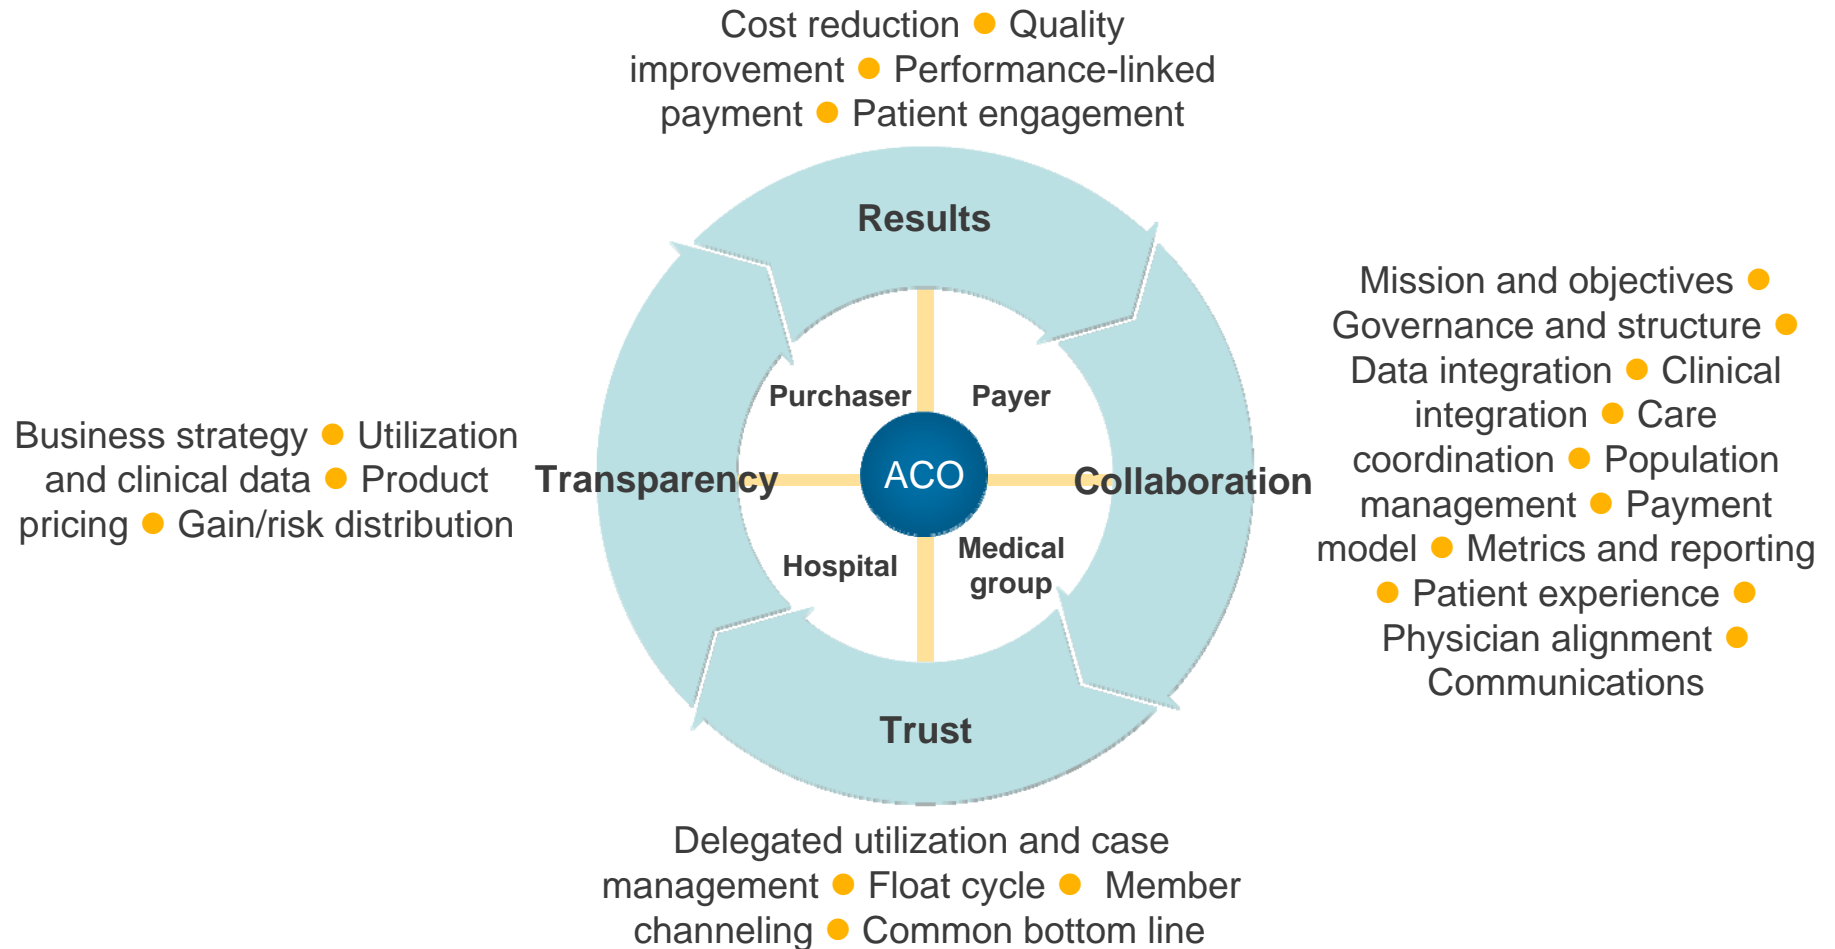 Cost reduction ● Quality
improvement ● Performance-linked
payment ● Patient engagement
Results
Mission and objectives ●
Governance and structure ●
Data integration ● Clinical
integration ● Care
coordination ● Population
management ● Payment
model ● Metrics and reporting
● Patient experience ●
Physician alignment ●
Communications
Purchaser
Payer
Business strategy ● Utilization
and clinical data ● Product
pricing ● Gain/risk distribution
Transparency
ACO
Collaboration
Hospital
Medical
group
Trust
Delegated utilization and case
management ● Float cycle ● Member
channeling ● Common bottom line